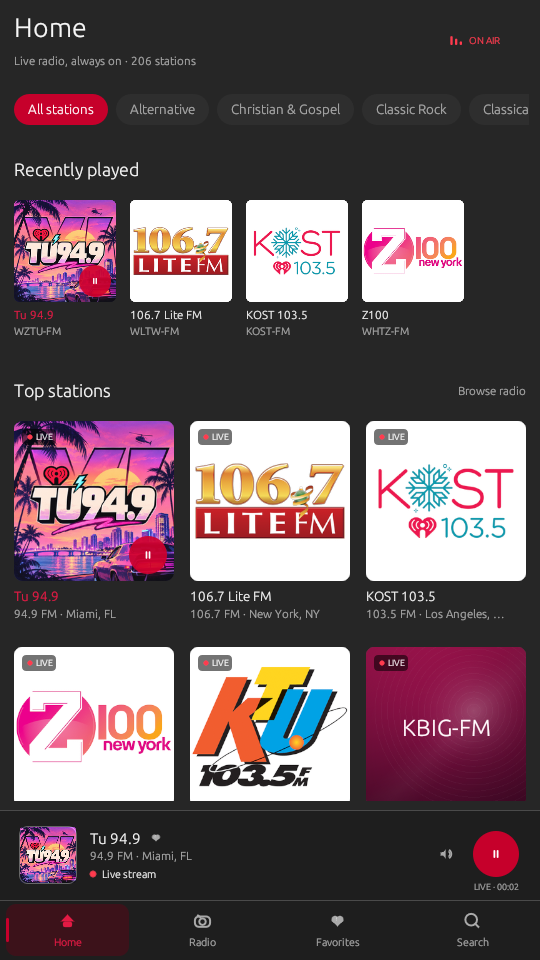 Home
ON AIR
Live radio, always on · 206 stations
All stations
Alternative
Christian & Gospel
Classic Rock
Classica
Recently played
TU94.9
106.7
LITE FM
KOST
103.5
Z100
new york
Tu 94.9
WZTU-FM
106.7 Lite FM
WLTW-FM
KOST 103.5
KOST-FM
Z100
WHTZ-FM
Top stations
Browse radio
LIVE
TU94.9
LIVE
106.7
LITE FM
LIVE
KOST
103.5
Tu 94.9
94.9 FM · Miami, FL
106.7 Lite FM
106.7 FM · New York, NY
KOST 103.5
103.5 FM · Los Angeles, ...
LIVE
Z100
new york
LIVE
KTU
103.5 FM
LIVE
KBIG-FM
TU94.9
Tu 94.9
94.9 FM · Miami, FL
Live stream
LIVE · 00:02
Home
Radio
Favorites
Search